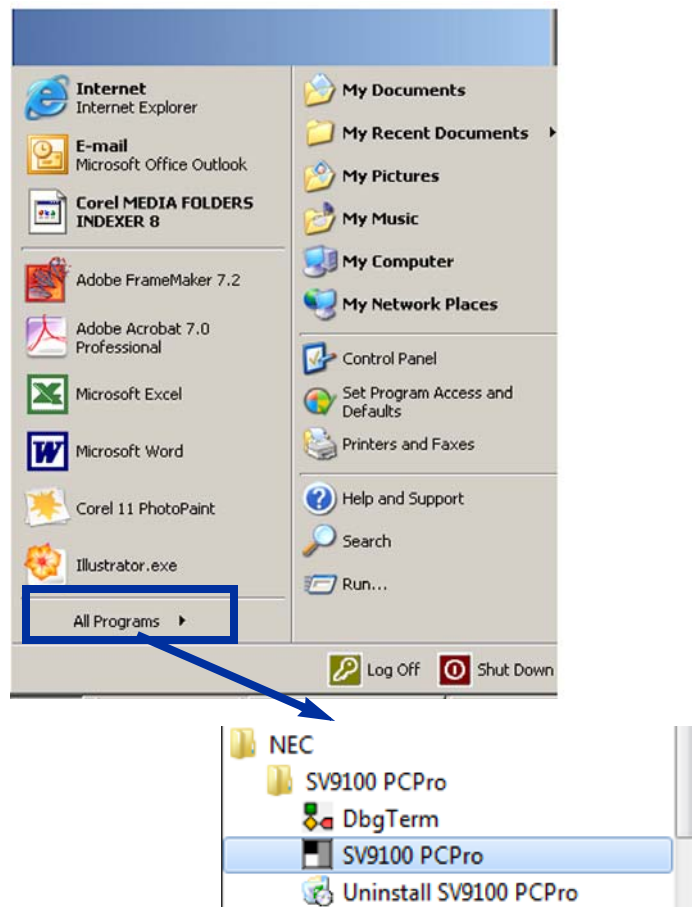 Internet
Internet Explorer
E-mail
Microsoft Office Outlook
Corel MEDIA FOLDERS
INDEXER 8
Adobe FrameMaker 7.2
Adobe Acrobat 7.0
Professional
Microsoft Excel
Microsoft Word
Corel 11 PhotoPaint
Illustrator.exe
All Programs
My Documents
My Recent Documents
My Pictures
My Music
My Computer
My Network Places
Control Panel
Set Program Access and
Defaults
Printers and Faxes
Help and Support
Search
Run...
Log Off
Shut Down
NEC
SV9100 PCPro
DbgTerm
SV9100 PCPro
Uninstall SV9100 PCPro